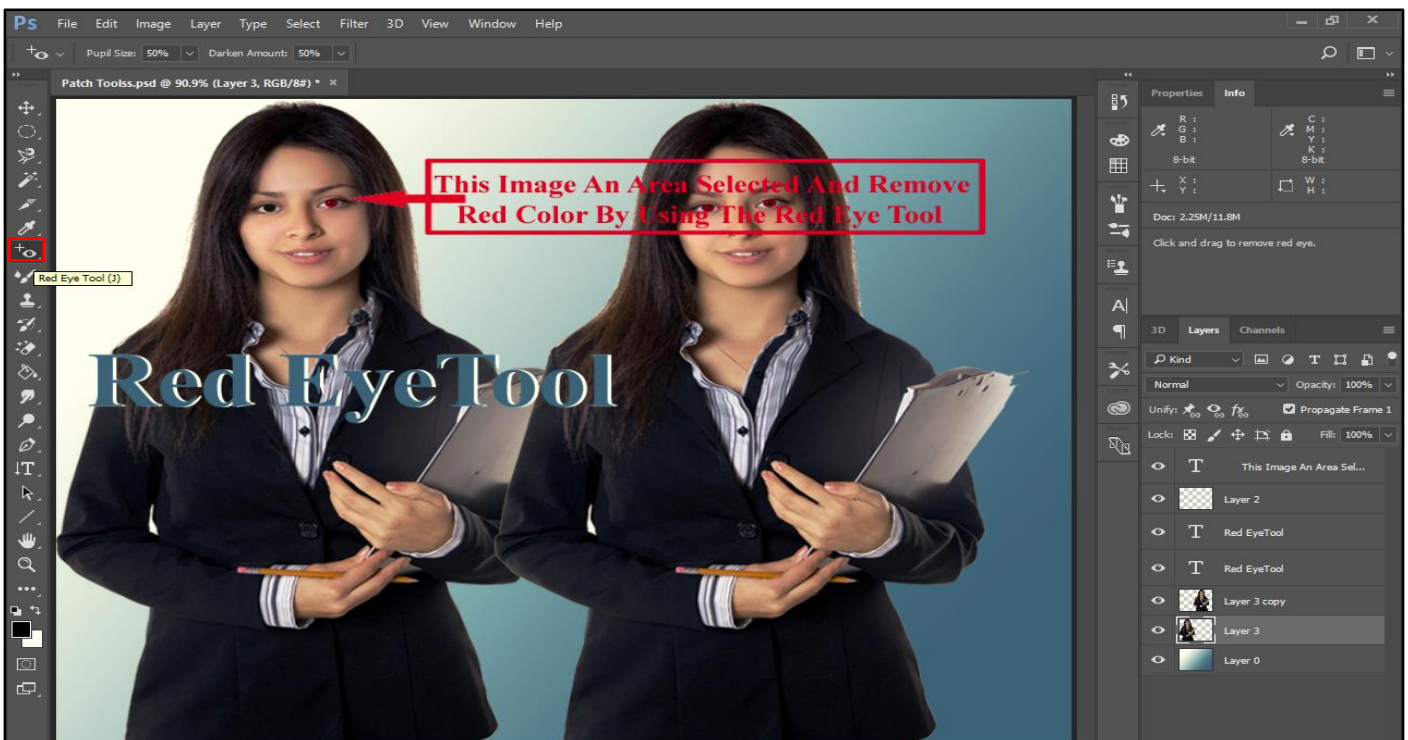 Ps File Edit Image Layer Type Select Filter 3D View Window Help
Pupil Size: 50% Darken Amount: 50%
Patch Toolss.psd @ 90.9% (Layer 3, RGB/8#) * ×
Red Eye Tool (J)
This Image An Area Selected And Remove
Red Color By Using The Red Eye Tool
Red EyeTool
Properties Info
R : C :
G : M :
B : Y :
K :
8-bit 8-bit
X : W :
Y : H :
Doc: 2.25M/11.8M
Click and drag to remove red eye.
3D Layers Channels
Kind
Normal Opacity: 100%
Unify: Propagate Frame 1
Lock: Fill: 100%
This Image An Area Sel...
Layer 2
Red EyeTool
Red EyeTool
Layer 3 copy
Layer 3
Layer 0